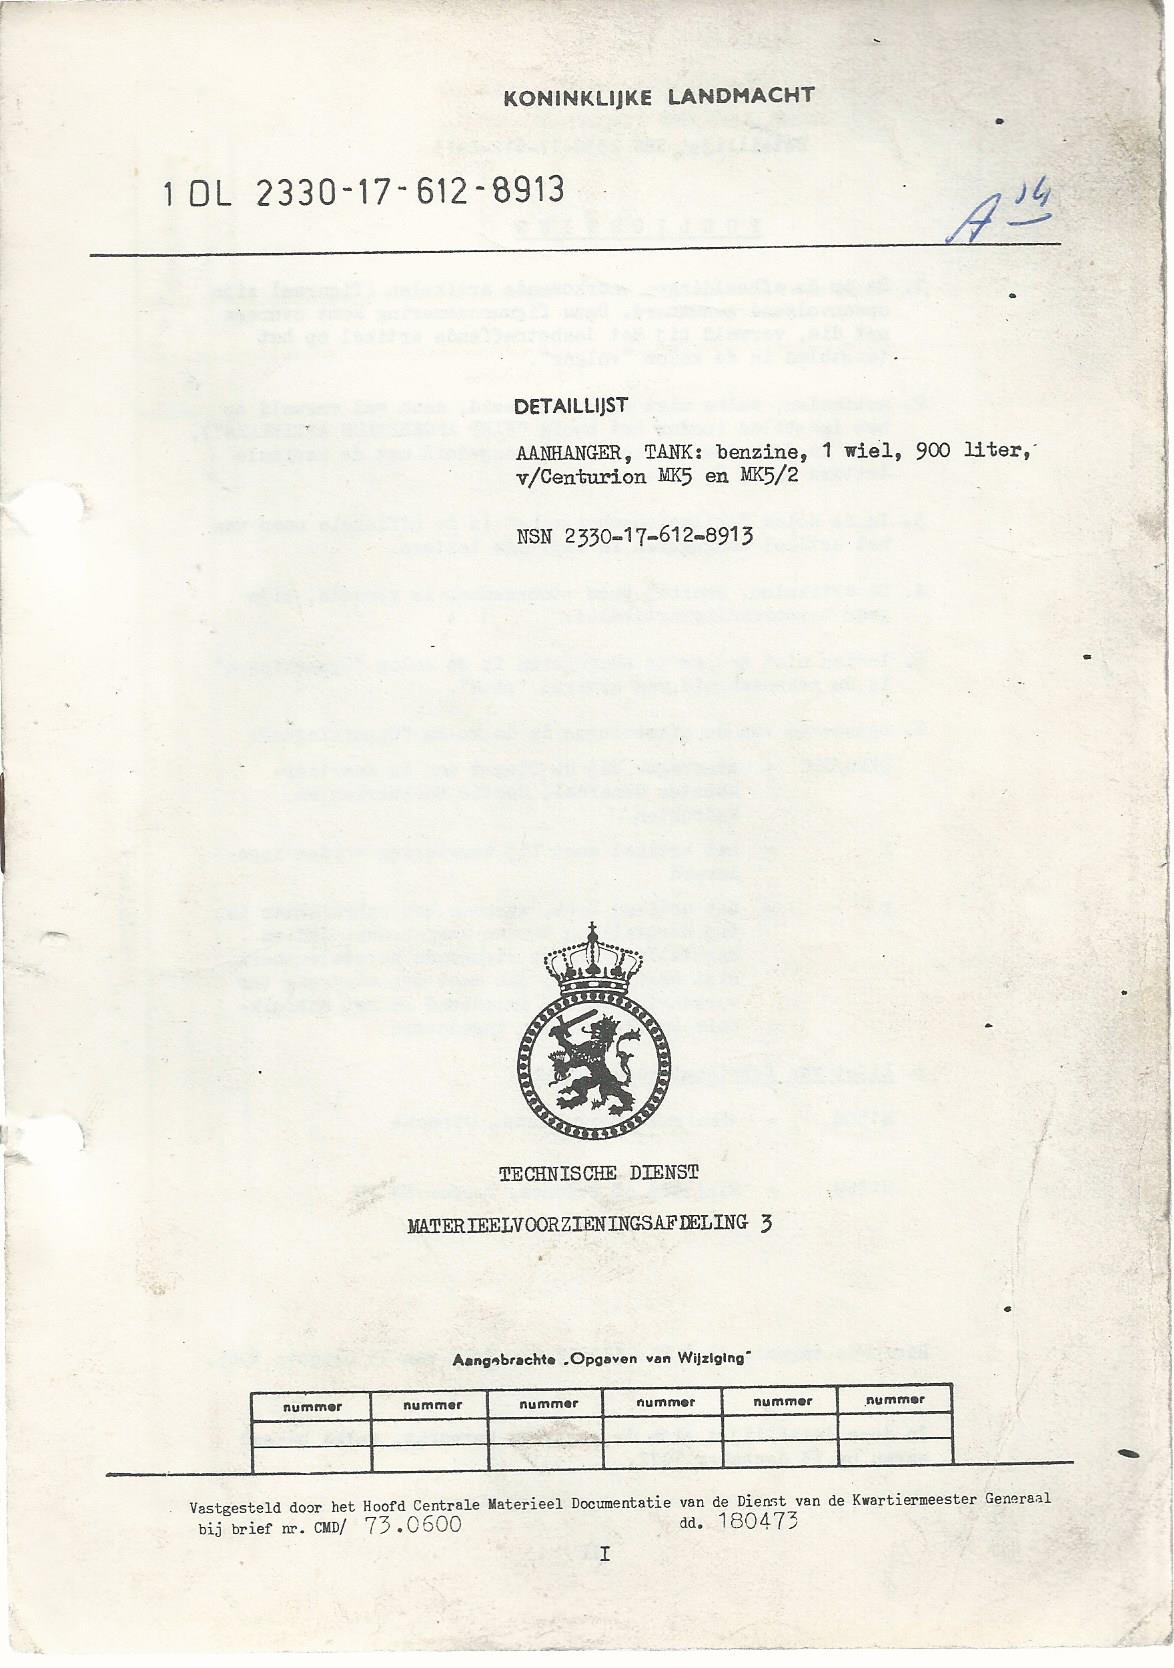 KONINKLIJKE LANDMACHT
1 DL 2330-17-612-8913
A 14
DETAILLIJST
AANHANGER, TANK: benzine, 1 wiel, 900 liter,
v/Centurion MK5 en MK5/2
NSN 2330-17-612-8913
TECHNISCHE DIENST
MATERIEELVOORZIENINGSAFDELING 3
Aangebrachte „Opgaven van Wijziging"
nummer nummer nummer nummer nummer nummer
Vastgesteld door het Hoofd Centrale Materieel Documentatie van de Dienst van de Kwartiermeester Generaal
bij brief nr. CMD/ 73.0600 dd. 180473
I